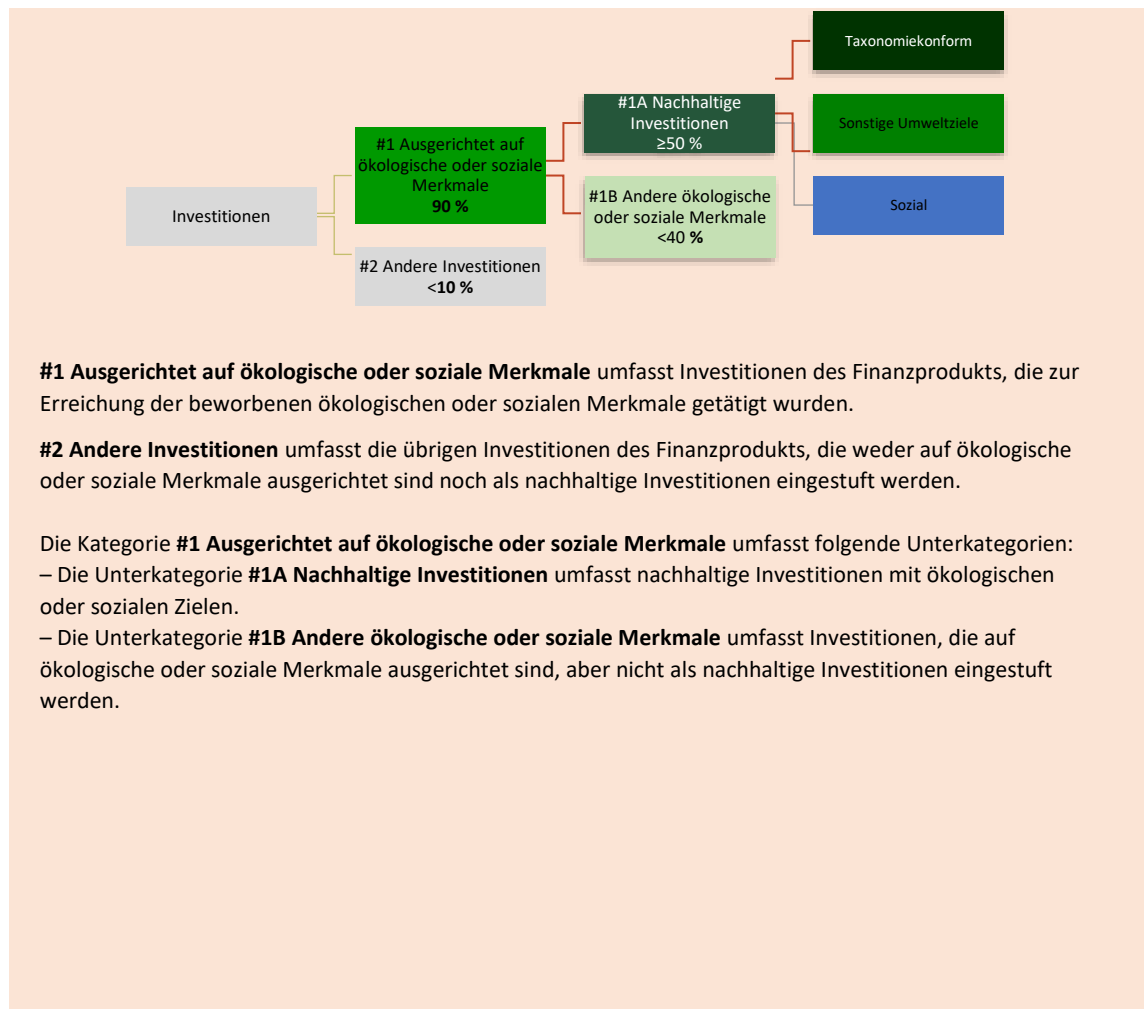 Taxonomiekonform
#1A Nachhaltige
Investitionen
≥50 %
Sonstige Umweltziele
#1 Ausgerichtet auf
ökologische oder soziale
Merkmale
90 %
#1B Andere ökologische
oder soziale Merkmale
<40 %
Sozial
Investitionen
#2 Andere Investitionen
<10 %
#1 Ausgerichtet auf ökologische oder soziale Merkmale umfasst Investitionen des Finanzprodukts, die zur
Erreichung der beworbenen ökologischen oder sozialen Merkmale getätigt wurden.
#2 Andere Investitionen umfasst die übrigen Investitionen des Finanzprodukts, die weder auf ökologische
oder soziale Merkmale ausgerichtet sind noch als nachhaltige Investitionen eingestuft werden.
Die Kategorie #1 Ausgerichtet auf ökologische oder soziale Merkmale umfasst folgende Unterkategorien:
– Die Unterkategorie #1A Nachhaltige Investitionen umfasst nachhaltige Investitionen mit ökologischen
oder sozialen Zielen.
– Die Unterkategorie #1B Andere ökologische oder soziale Merkmale umfasst Investitionen, die auf
ökologische oder soziale Merkmale ausgerichtet sind, aber nicht als nachhaltige Investitionen eingestuft
werden.